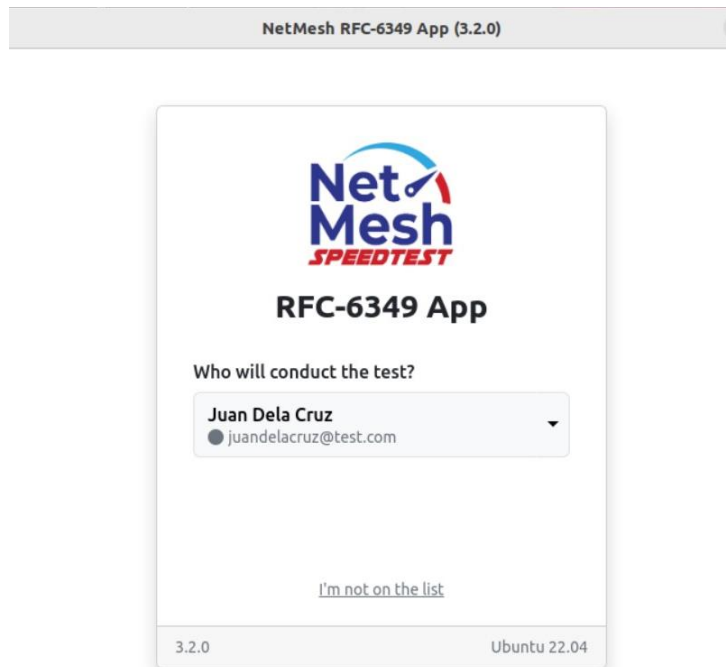 NetMesh RFC-6349 App (3.2.0)
Net
Mesh
SPEEDTEST
RFC-6349 App
Who will conduct the test?
Juan Dela Cruz
juandelacruz@test.com
I'm not on the list
3.2.0 Ubuntu 22.04